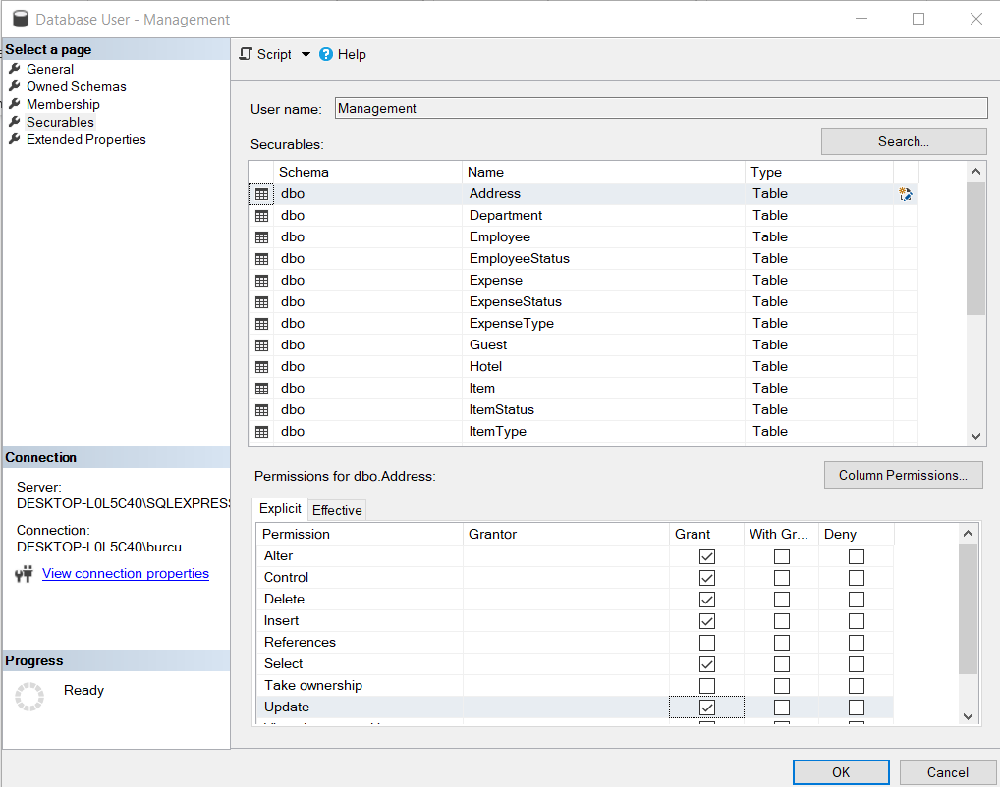 Database User - Management
Select a page
General
Owned Schemas
Membership
Securables
Extended Properties
Script
Help
User name:
Management
Securables:
Search...
Schema Name Type
dbo Address Table
dbo Department Table
dbo Employee Table
dbo EmployeeStatus Table
dbo Expense Table
dbo ExpenseStatus Table
dbo ExpenseType Table
dbo Guest Table
dbo Hotel Table
dbo Item Table
dbo ItemStatus Table
dbo ItemType Table
Connection
Server:
DESKTOP-L0L5C40\SQLEXPRESS
Connection:
DESKTOP-L0L5C40\burcu
View connection properties
Progress
Ready
Permissions for dbo.Address:
Column Permissions...
Explicit Effective
Permission Grantor Grant With Gr... Deny
Alter
Control
Delete
Insert
References
Select
Take ownership
Update
OK
Cancel